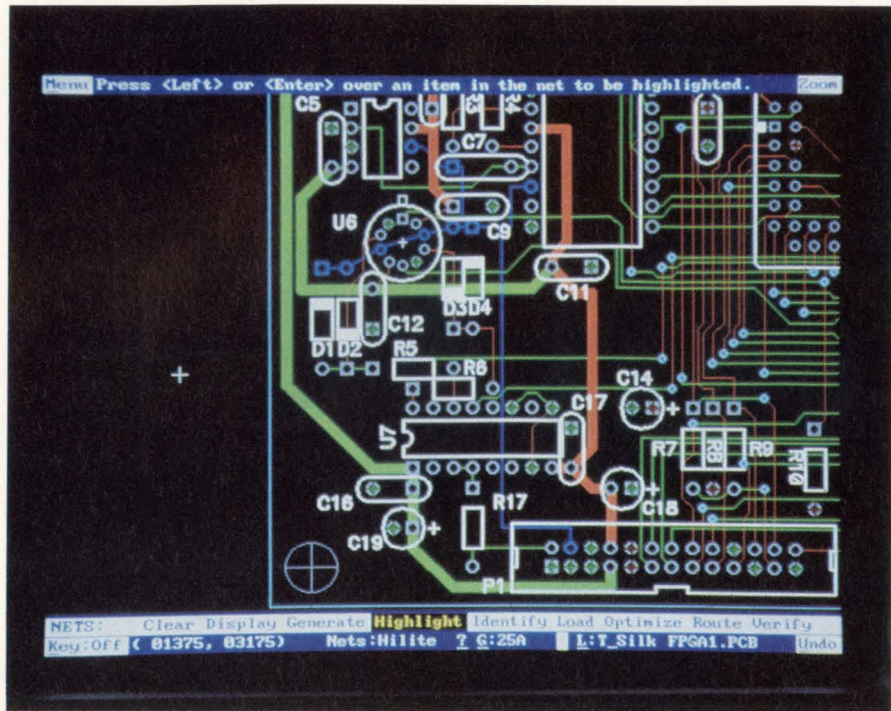 Menu Press <Left> or <Enter> over an item in the net to be highlighted. Zoom
C5
C7
U6
C9
C11
D3 D4
C12
D1 D2
R5
R6
C14
C17
U7
R7 R8 R9
R10
C16
R17
C18
C19
P1
NETS: Clear Display Generate Highlight Identify Load Optimize Route Verify
Key:Off ( 01375, 03175) Nets:Hilite ? G:25A L:T_Silk FPGA1.PCB Undo